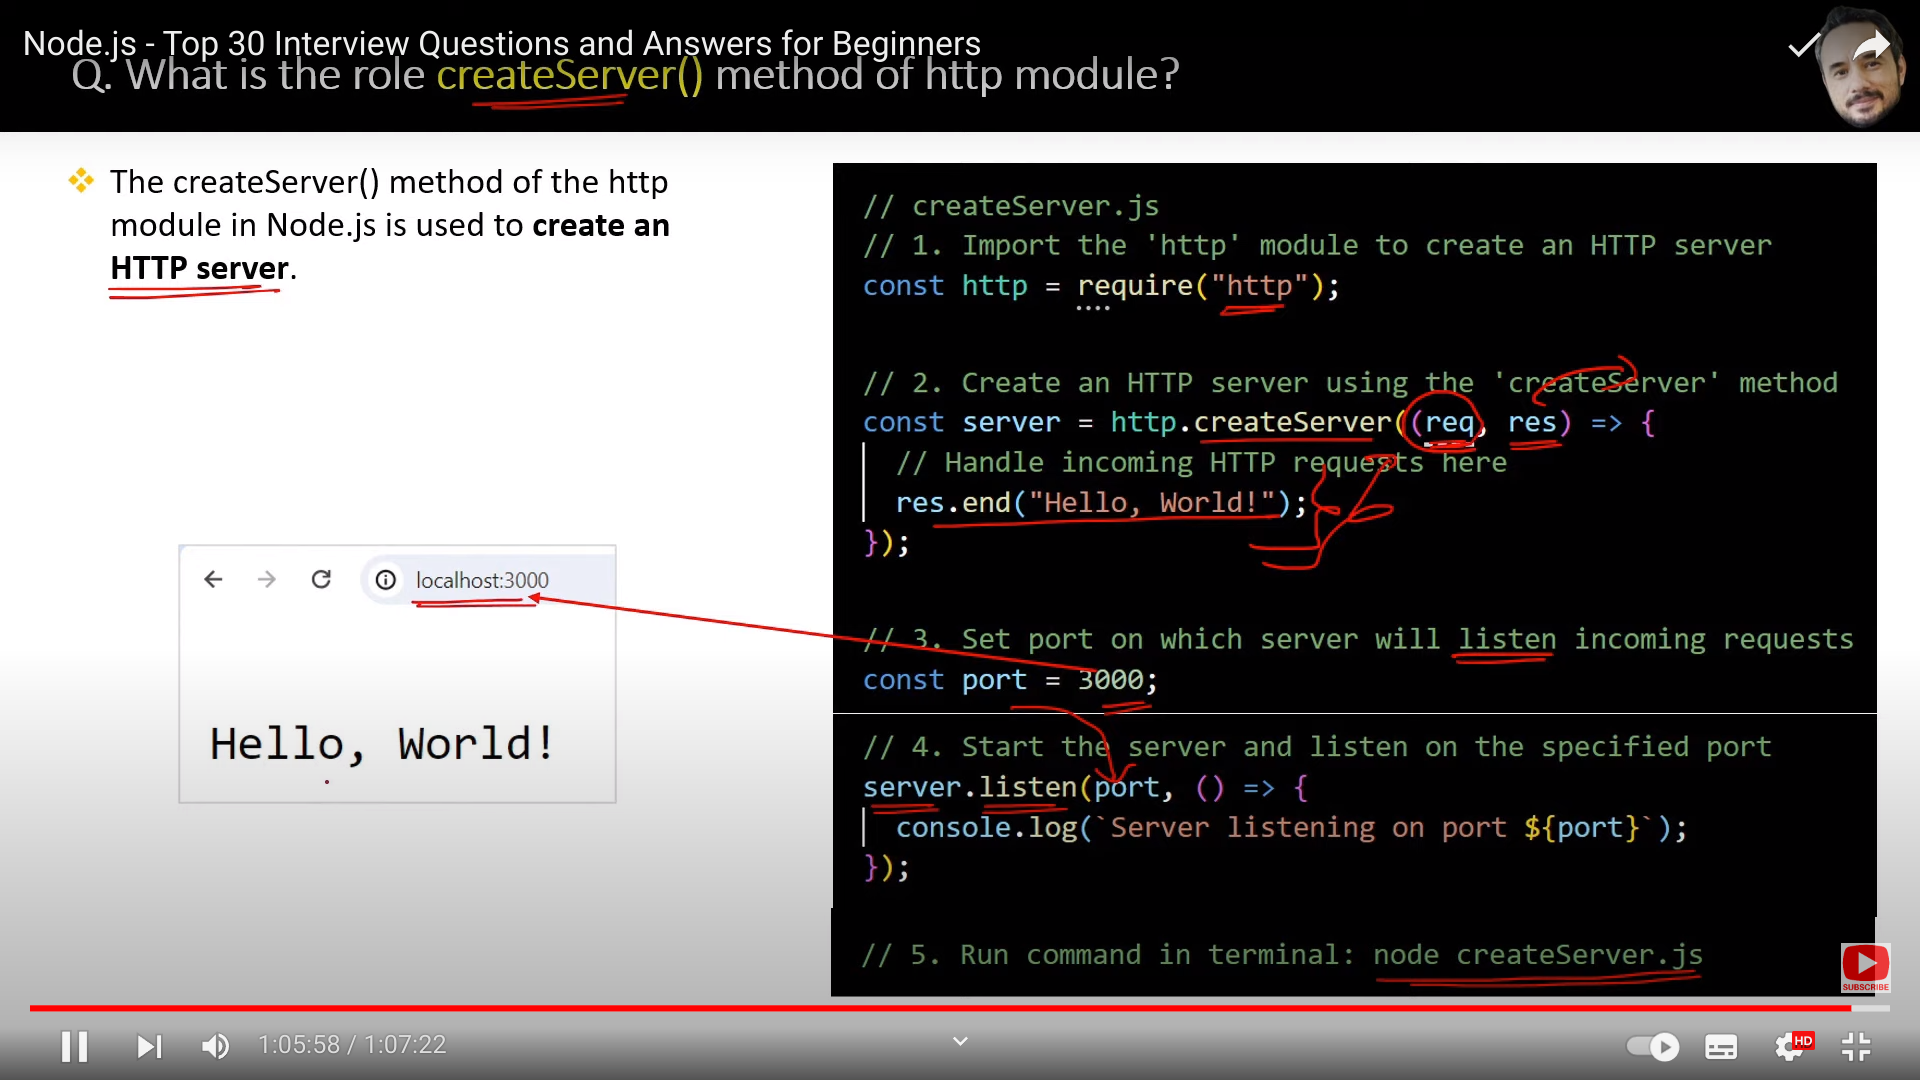 Node.js - Top 30 Interview Questions and Answers for Beginners
Q. What is the role createServer() method of http module?
The createServer() method of the http
module in Node.js is used to create an
HTTP server.
localhost:3000
Hello, World!
// createServer.js
// 1. Import the 'http' module to create an HTTP server
const http = require("http");
// 2. Create an HTTP server using the 'createServer' method
const server = http.createServer((req, res) => {
// Handle incoming HTTP requests here
res.end("Hello, World!");
});
// 3. Set port on which server will listen incoming requests
const port = 3000;
// 4. Start the server and listen on the specified port
server.listen(port, () => {
console.log(`Server listening on port ${port}`);
});
// 5. Run command in terminal: node createServer.js
SUBSCRIBE
1:05:58 / 1:07:22
HD